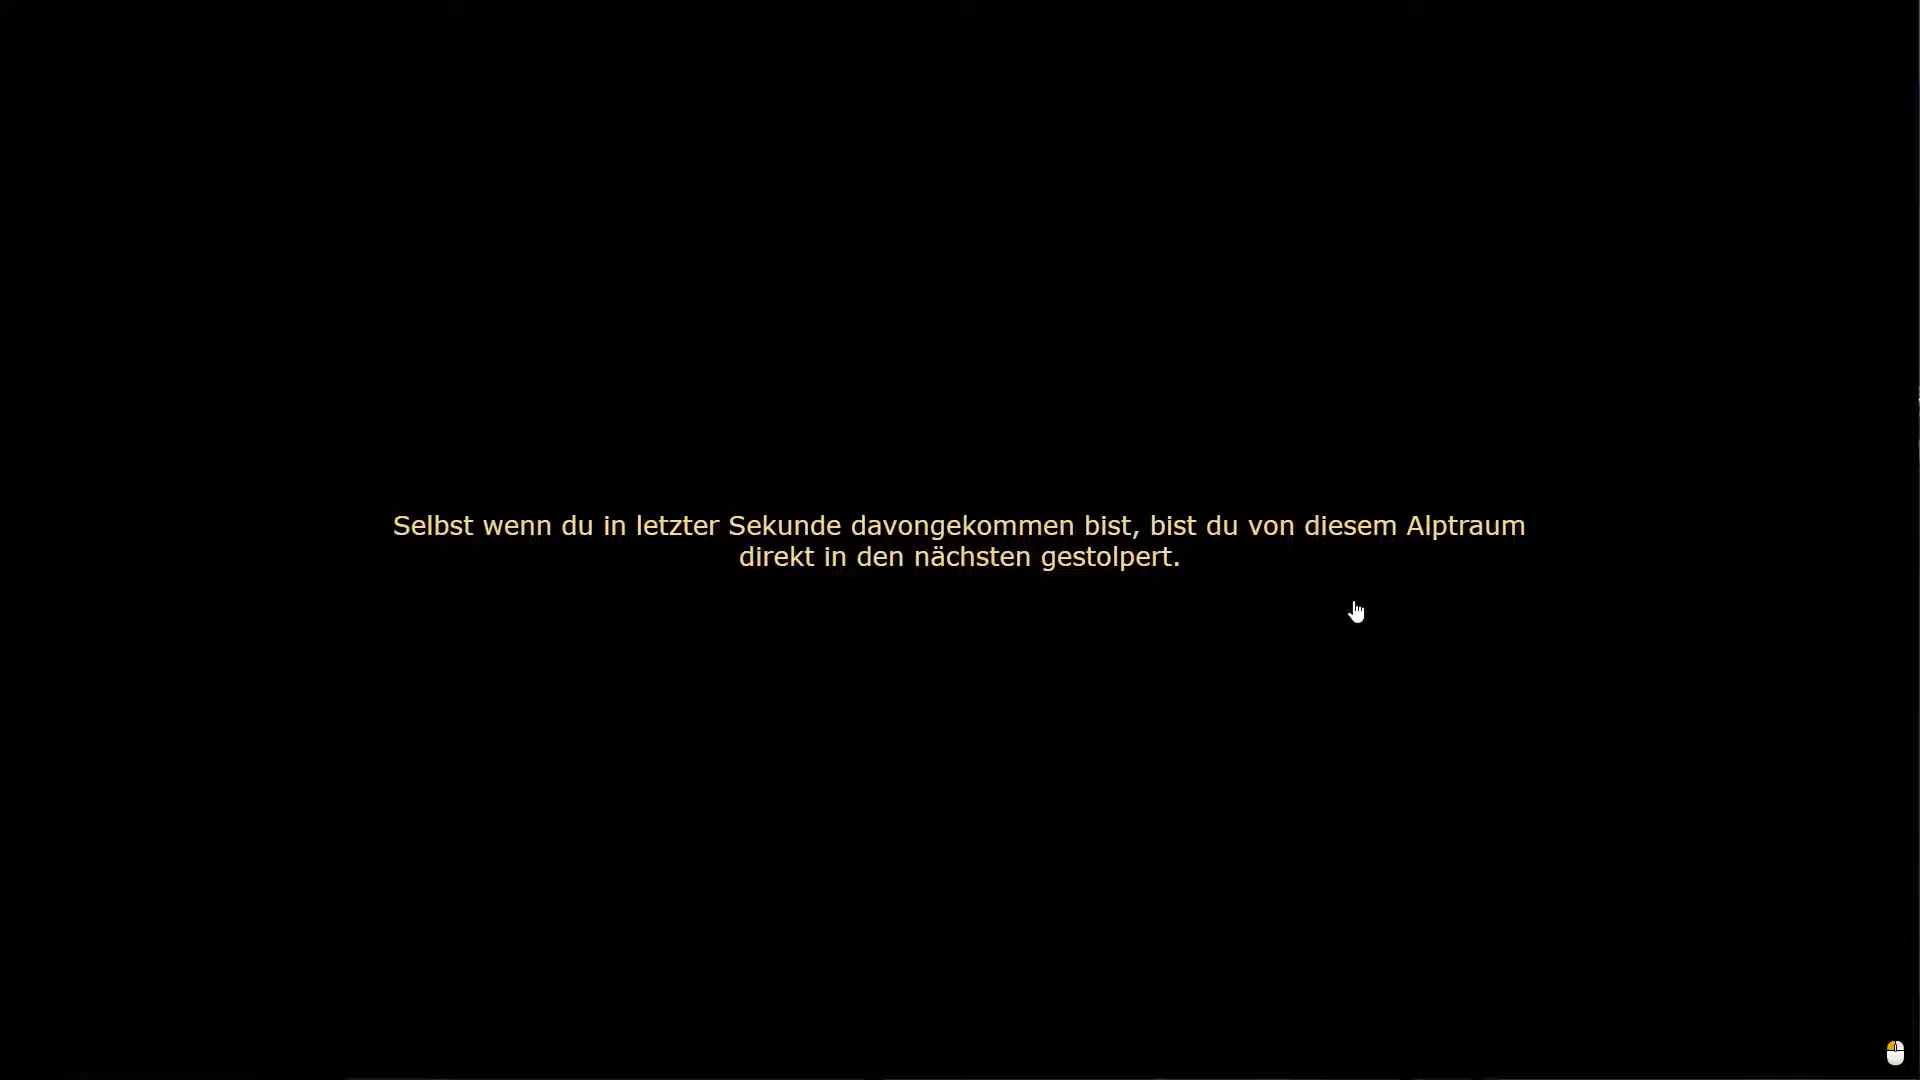 Selbst wenn du in letzter Sekunde davongekommen bist, bist du von diesem Alptraum
direkt in den nächsten gestolpert.